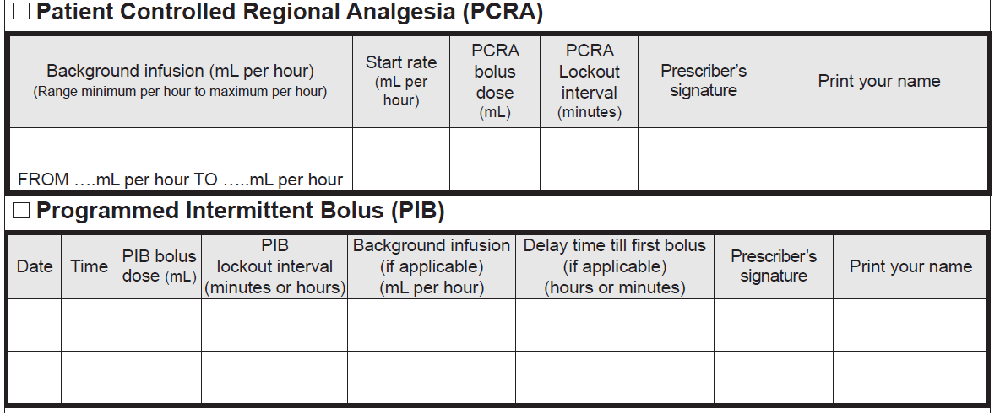 ☐ Patient Controlled Regional Analgesia (PCRA)
Background infusion (mL per hour)
(Range minimum per hour to maximum per hour)
Start rate
(mL per
hour)
PCRA
bolus
dose
(mL)
PCRA
Lockout
interval
(minutes)
Prescriber's
signature
Print your name
FROM ….mL per hour TO …..mL per hour
☐ Programmed Intermittent Bolus (PIB)
Date
Time
PIB bolus
dose (mL)
PIB
lockout interval
(minutes or hours)
Background infusion
(if applicable)
(mL per hour)
Delay time till first bolus
(if applicable)
(hours or minutes)
Prescriber's
signature
Print your name